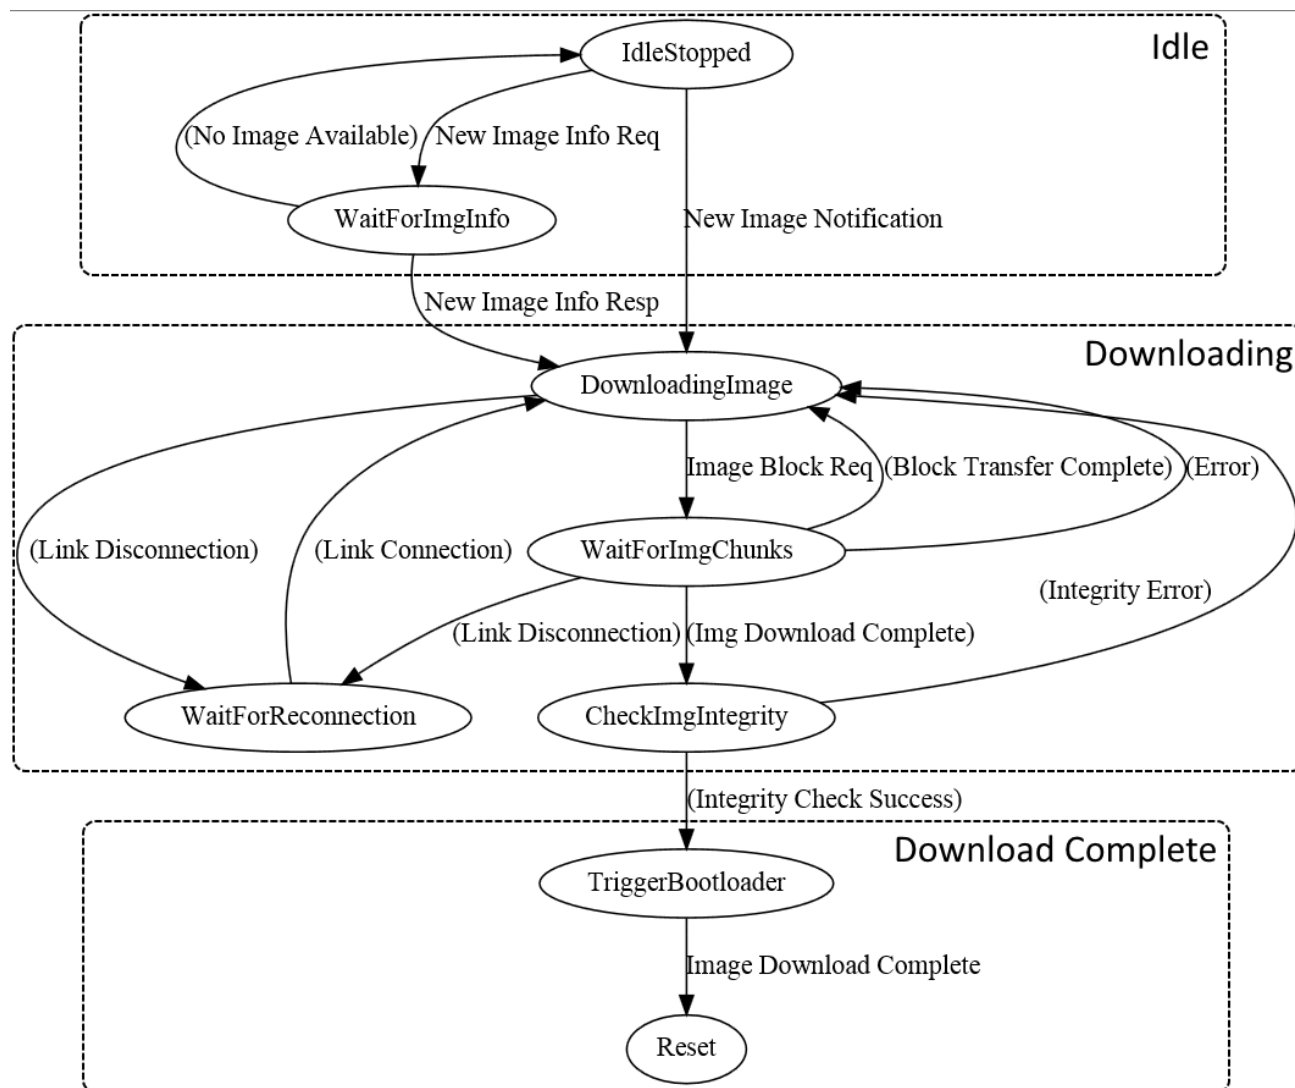 IdleStopped
Idle
(No Image Available)
New Image Info Req
WaitForImgInfo
New Image Notification
New Image Info Resp
Downloading
DownloadingImage
Image Block Req
(Block Transfer Complete)
(Error)
(Link Disconnection)
(Link Connection)
WaitForImgChunks
(Integrity Error)
(Link Disconnection)
(Img Download Complete)
WaitForReconnection
CheckImgIntegrity
(Integrity Check Success)
Download Complete
TriggerBootloader
Image Download Complete
Reset